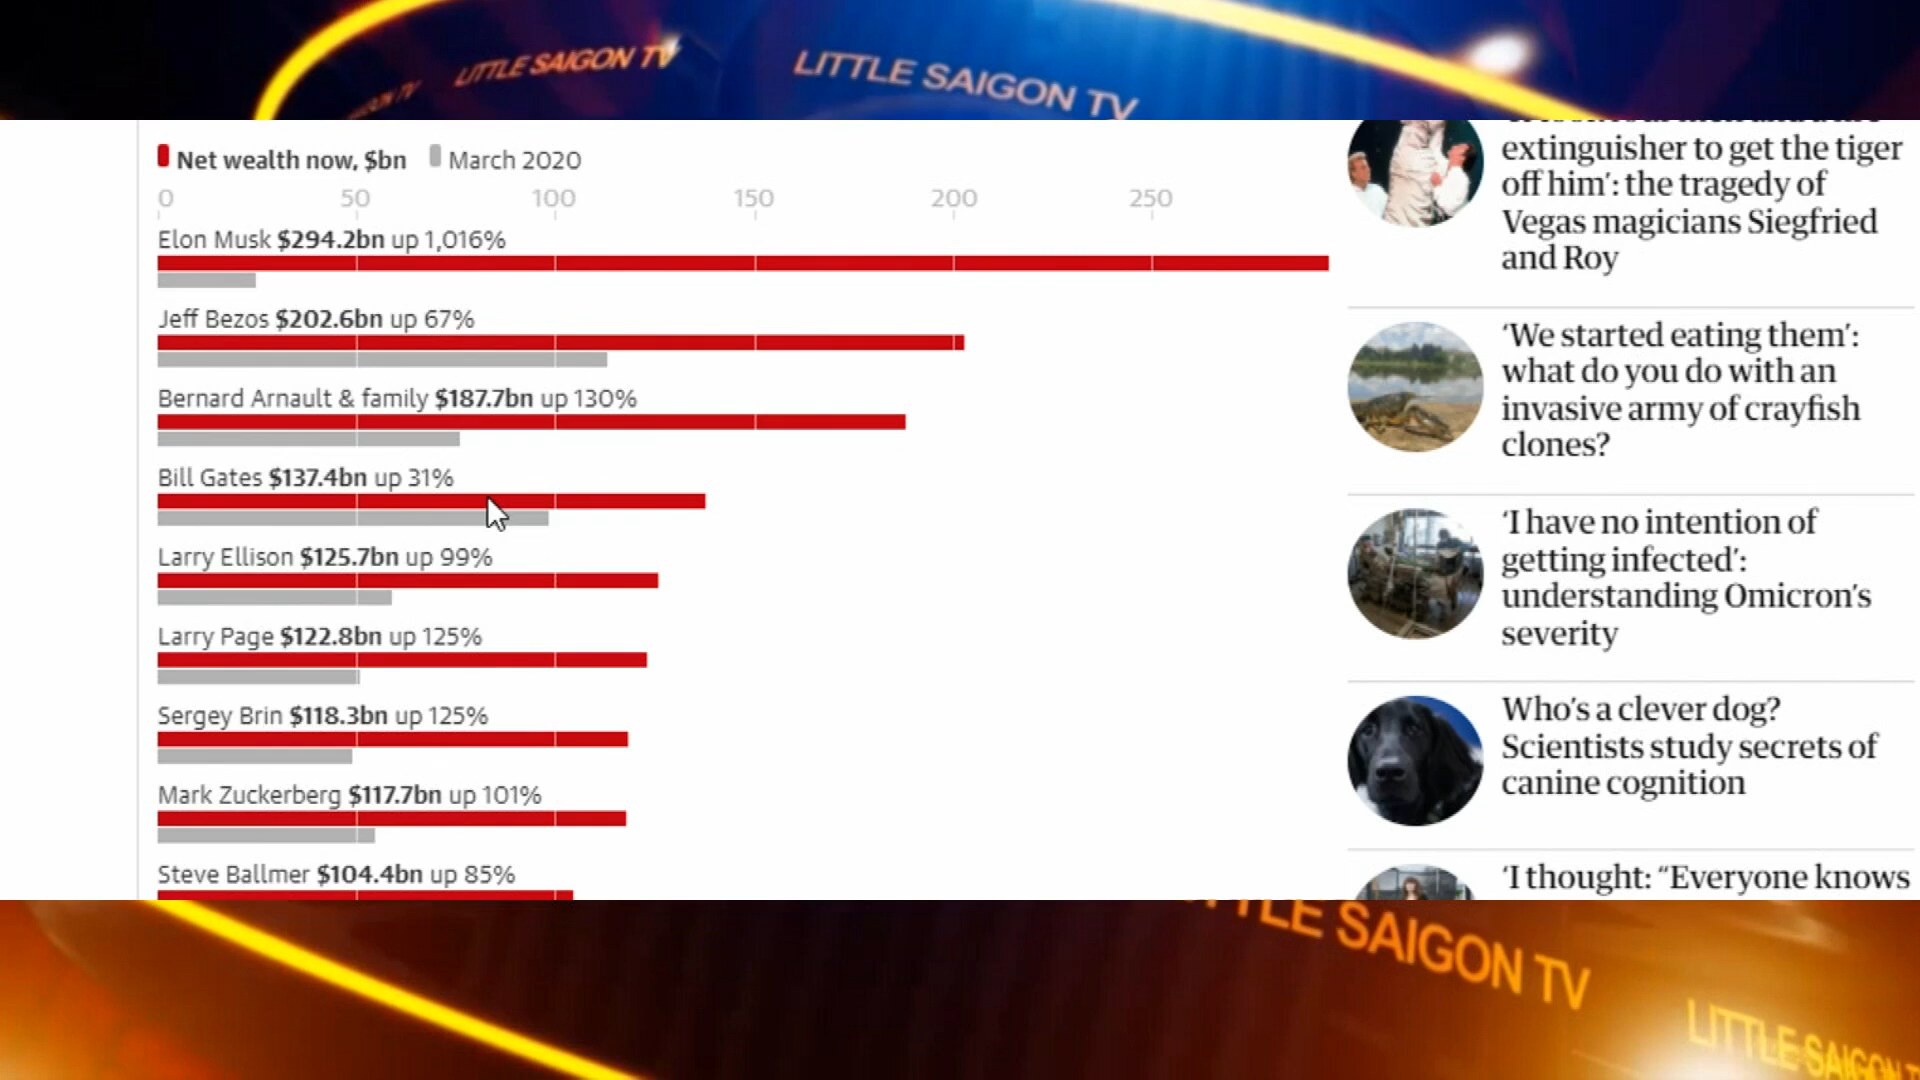 LITTLE SAIGON TV
LITTLE SAIGON TV
Net wealth now, $bn
March 2020
0 50 100 150 200 250
Elon Musk $294.2bn up 1,016%
Jeff Bezos $202.6bn up 67%
Bernard Arnault & family $187.7bn up 130%
Bill Gates $137.4bn up 31%
Larry Ellison $125.7bn up 99%
Larry Page $122.8bn up 125%
Sergey Brin $118.3bn up 125%
Mark Zuckerberg $117.7bn up 101%
Steve Ballmer $104.4bn up 85%
extinguisher to get the tiger
off him’: the tragedy of
Vegas magicians Siegfried
and Roy
‘We started eating them’:
what do you do with an
invasive army of crayfish
clones?
‘I have no intention of
getting infected’:
understanding Omicron’s
severity
Who’s a clever dog?
Scientists study secrets of
canine cognition
‘I thought: “Everyone knows
SAIGON TV
LITTLE SAIGON